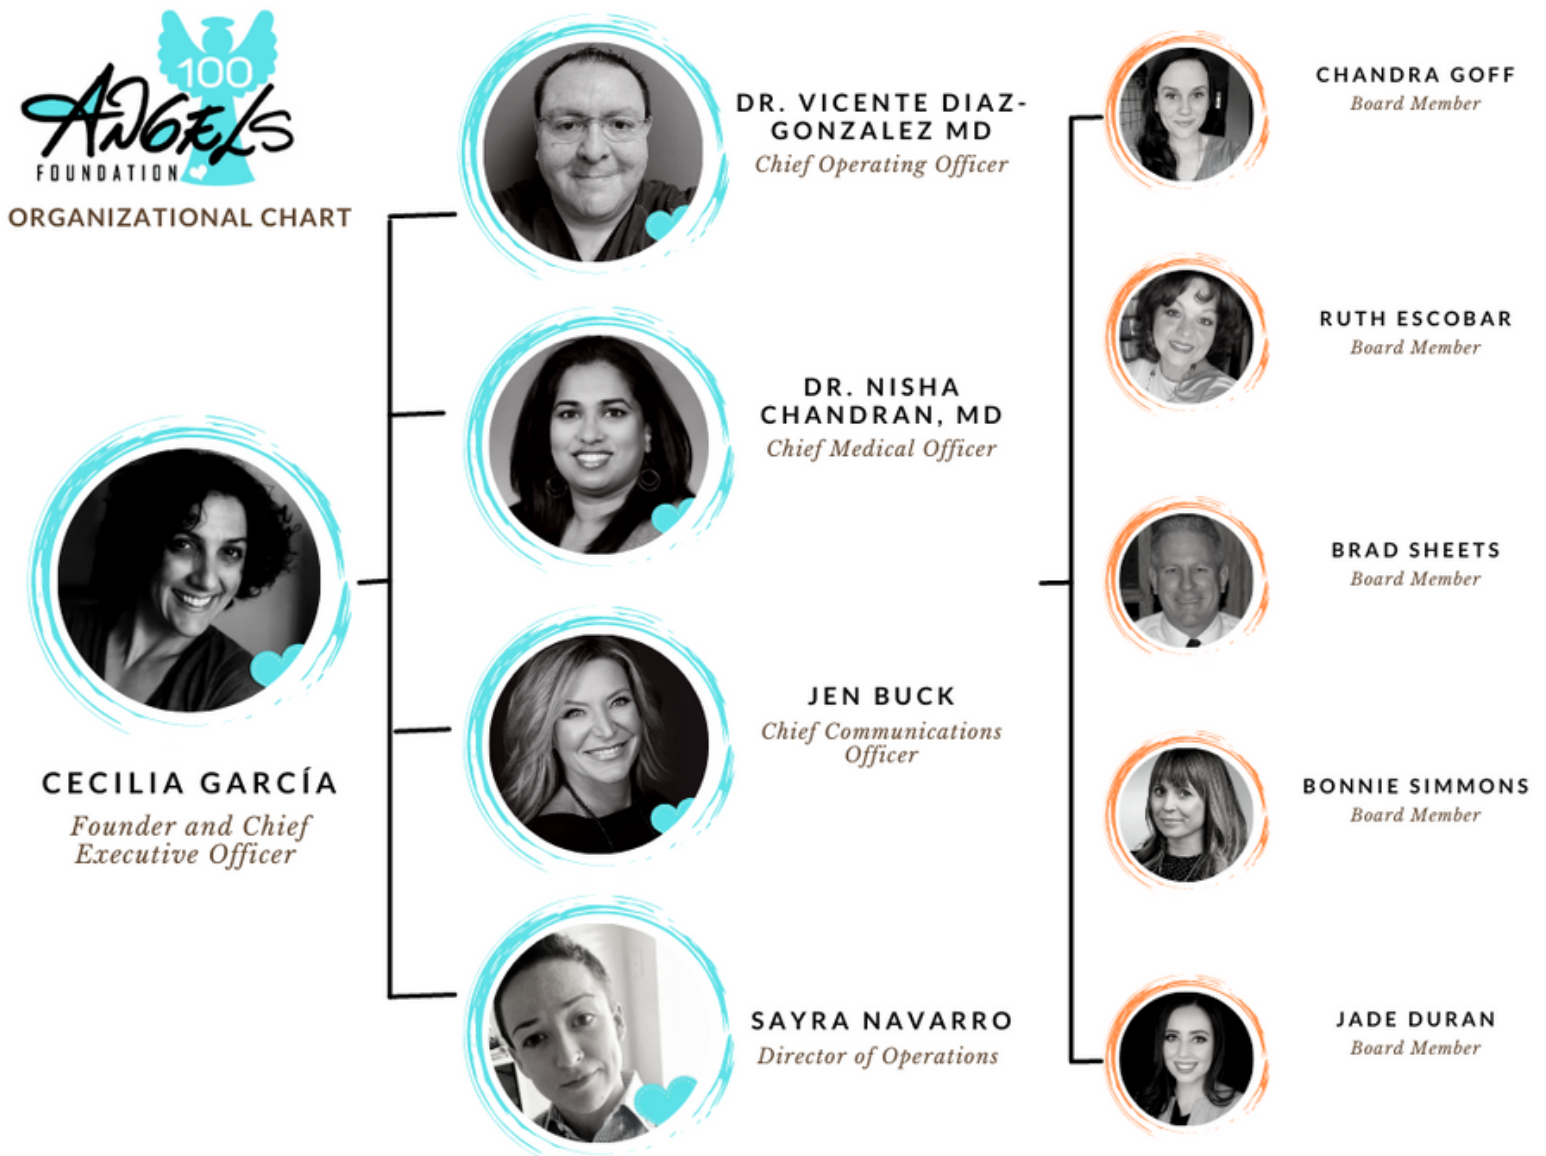 100
ANGELS
FOUNDATION
ORGANIZATIONAL CHART
CECILIA GARCÍA
Founder and Chief
Executive Officer
DR. VICENTE DIAZ-
GONZALEZ MD
Chief Operating Officer
DR. NISHA
CHANDRAN, MD
Chief Medical Officer
JEN BUCK
Chief Communications
Officer
SAYRA NAVARRO
Director of Operations
CHANDRA GOFF
Board Member
RUTH ESCOBAR
Board Member
BRAD SHEETS
Board Member
BONNIE SIMMONS
Board Member
JADE DURAN
Board Member